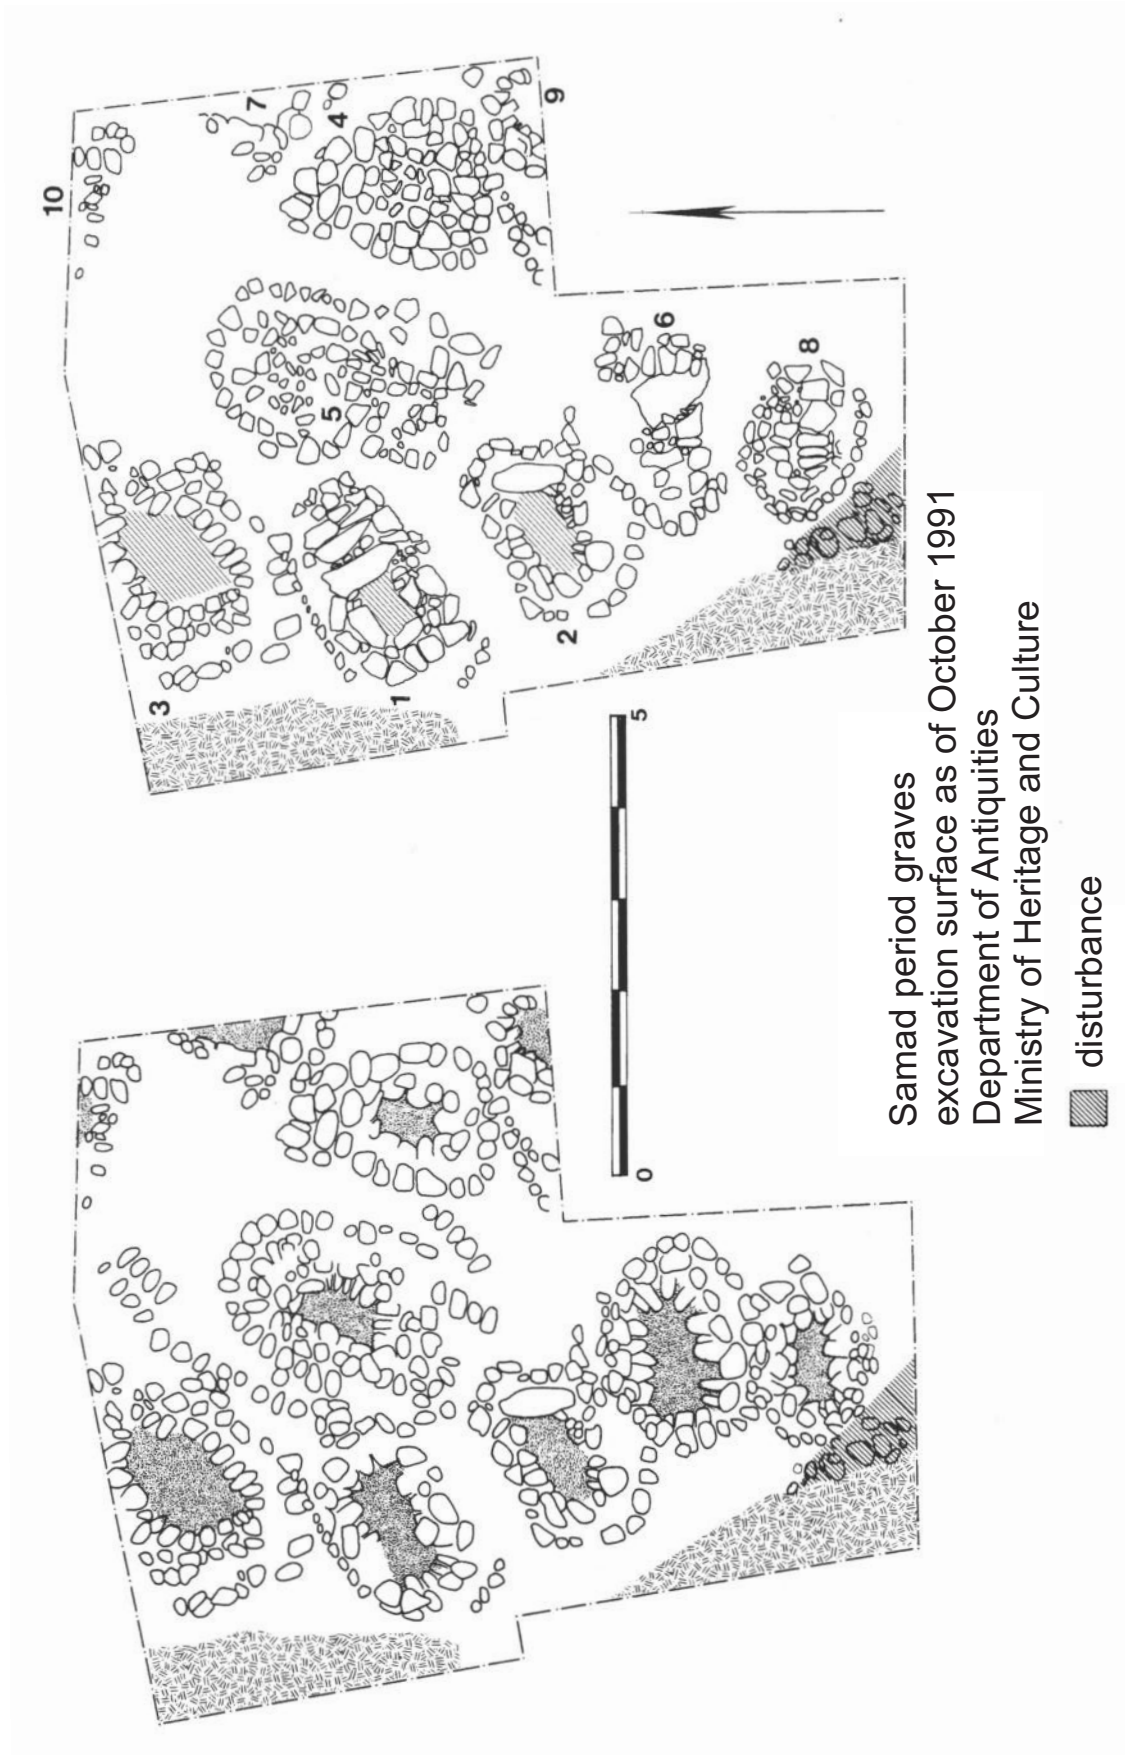 10
7
4
9
5
6
8
3
1
2
0
5
Samad period graves
excavation surface as of October 1991
Department of Antiquities
Ministry of Heritage and Culture
disturbance